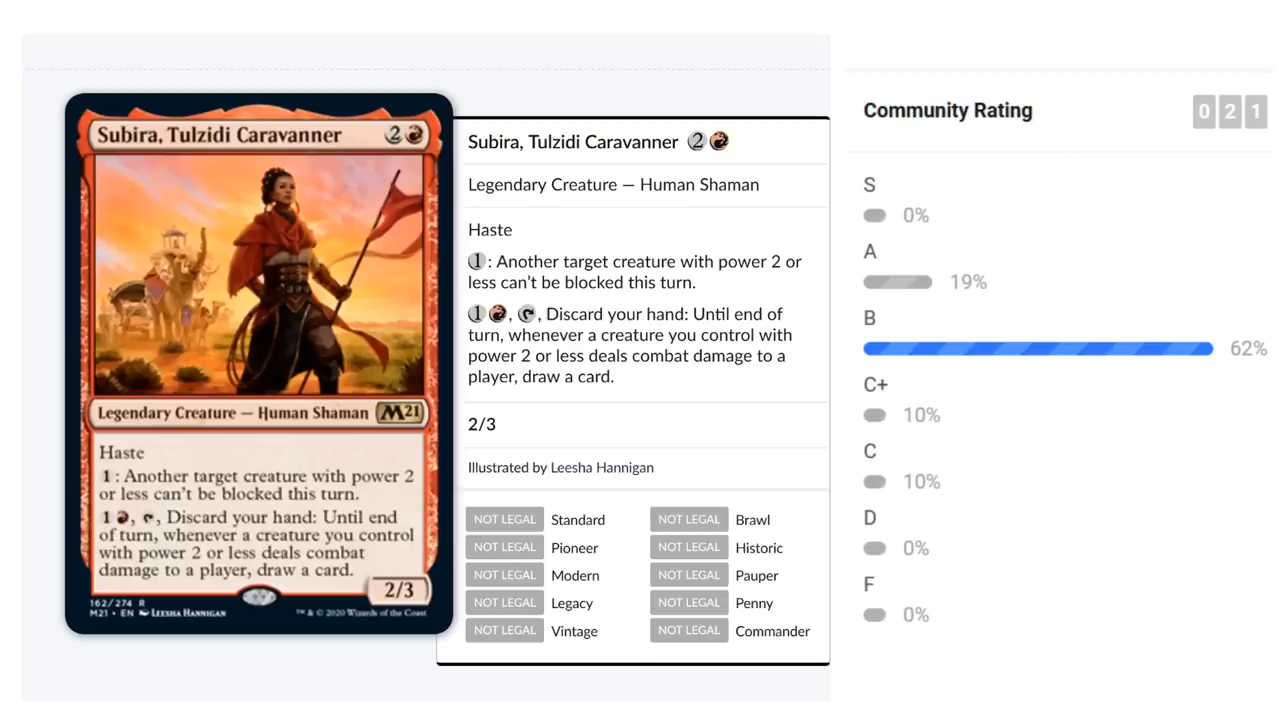 Subira, Tulzidi Caravanner 2
Legendary Creature — Human Shaman M21
Haste
1: Another target creature with power 2
or less can't be blocked this turn.
1 , , Discard your hand: Until end
of turn, whenever a creature you control
with power 2 or less deals combat
damage to a player, draw a card.
2/3
162/274 R
M21 • EN LEESHA HANNIGAN
™ & © 2020 Wizards of the Coast
Subira, Tulzidi Caravanner 2
Legendary Creature — Human Shaman
Haste
1: Another target creature with power 2 or
less can't be blocked this turn.
1 , , Discard your hand: Until end of
turn, whenever a creature you control with
power 2 or less deals combat damage to a
player, draw a card.
2/3
Illustrated by Leesha Hannigan
NOT LEGAL Standard NOT LEGAL Brawl
NOT LEGAL Pioneer NOT LEGAL Historic
NOT LEGAL Modern NOT LEGAL Pauper
NOT LEGAL Legacy NOT LEGAL Penny
NOT LEGAL Vintage NOT LEGAL Commander
Community Rating 0 2 1
S
0%
A
19%
B
62%
C+
10%
C
10%
D
0%
F
0%